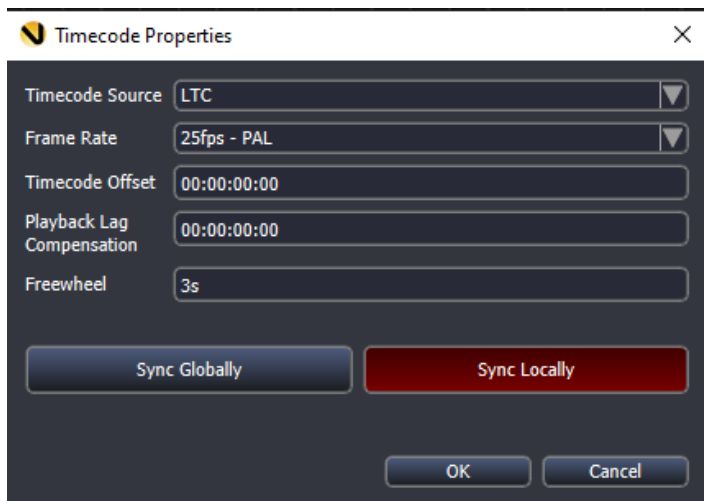 Timecode Properties
Timecode Source LTC
Frame Rate 25fps - PAL
Timecode Offset 00:00:00:00
Playback Lag
Compensation 00:00:00:00
Freewheel 3s
Sync Globally Sync Locally
OK Cancel